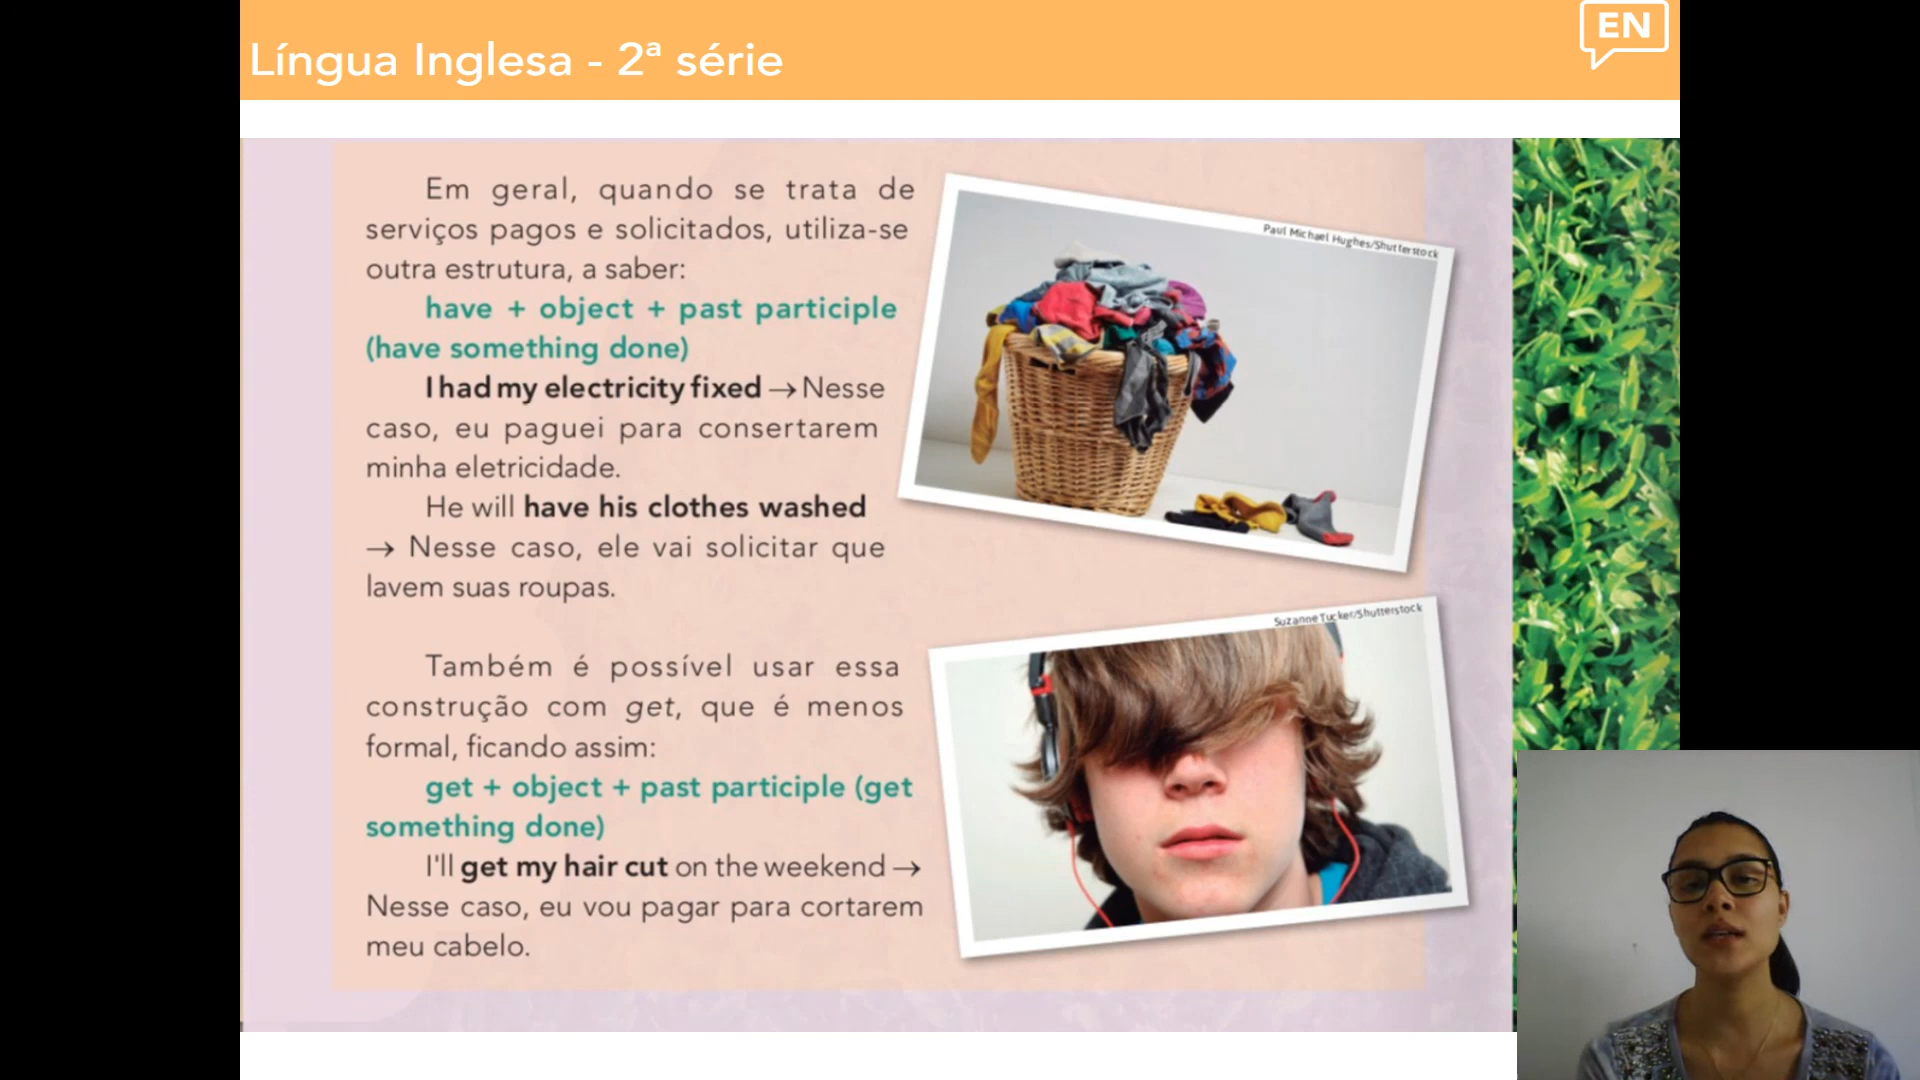 Língua Inglesa - 2ª série
EN
Em geral, quando se trata de
serviços pagos e solicitados, utiliza-se
outra estrutura, a saber:
have + object + past participle
(have something done)
I had my electricity fixed → Nesse
caso, eu paguei para consertarem
minha eletricidade.
He will have his clothes washed
→ Nesse caso, ele vai solicitar que
lavem suas roupas.
Também é possível usar essa
construção com get, que é menos
formal, ficando assim:
get + object + past participle (get
something done)
I'll get my hair cut on the weekend →
Nesse caso, eu vou pagar para cortarem
meu cabelo.
Paul Michael Hughes/Shutterstock
Suzanne Tucker/Shutterstock